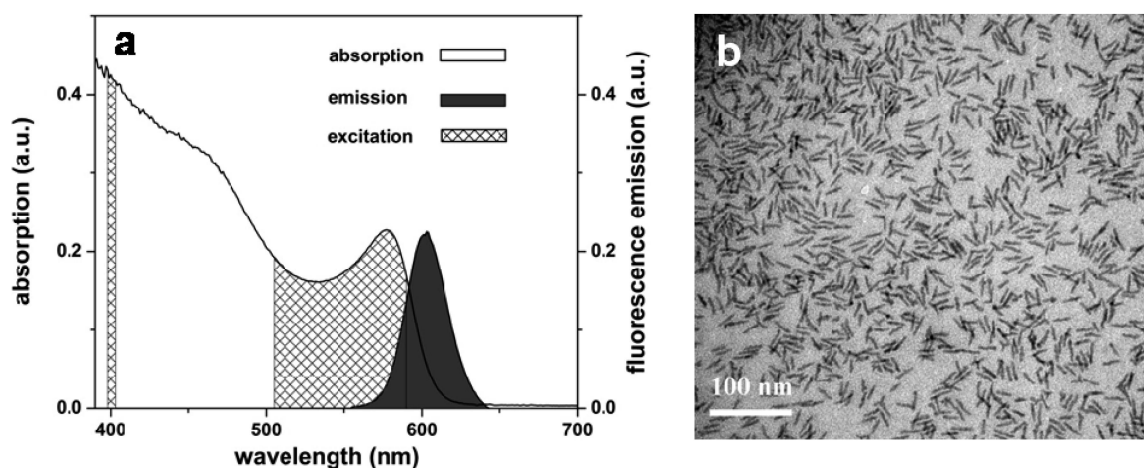 a
absorption
emission
excitation
absorption (a.u.)
0.4
0.2
0.0
400
500
600
700
wavelength (nm)
0.4
0.2
0.0
fluorescence emission (a.u.)
b
100 nm